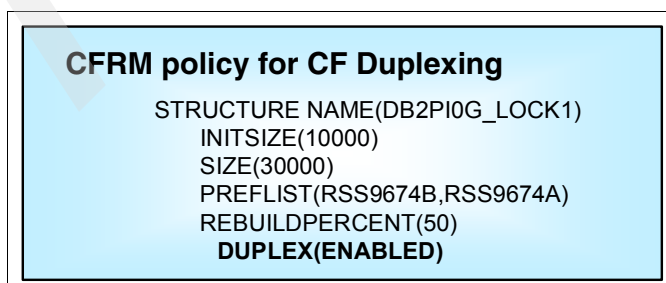 CFRM policy for CF Duplexing
STRUCTURE NAME(DB2PI0G_LOCK1)
INITSIZE(10000)
SIZE(30000)
PREFLIST(RSS9674B,RSS9674A)
REBUILDPERCENT(50)
DUPLEX(ENABLED)